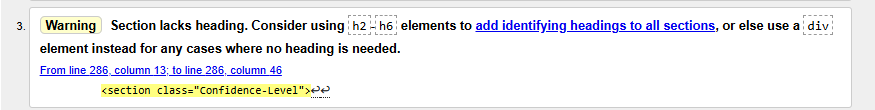 3. Warning Section lacks heading. Consider using h2-h6 elements to add identifying headings to all sections, or else use a div
element instead for any cases where no heading is needed.
From line 286, column 13; to line 286, column 46
<section class="Confidence-Level">↩↩